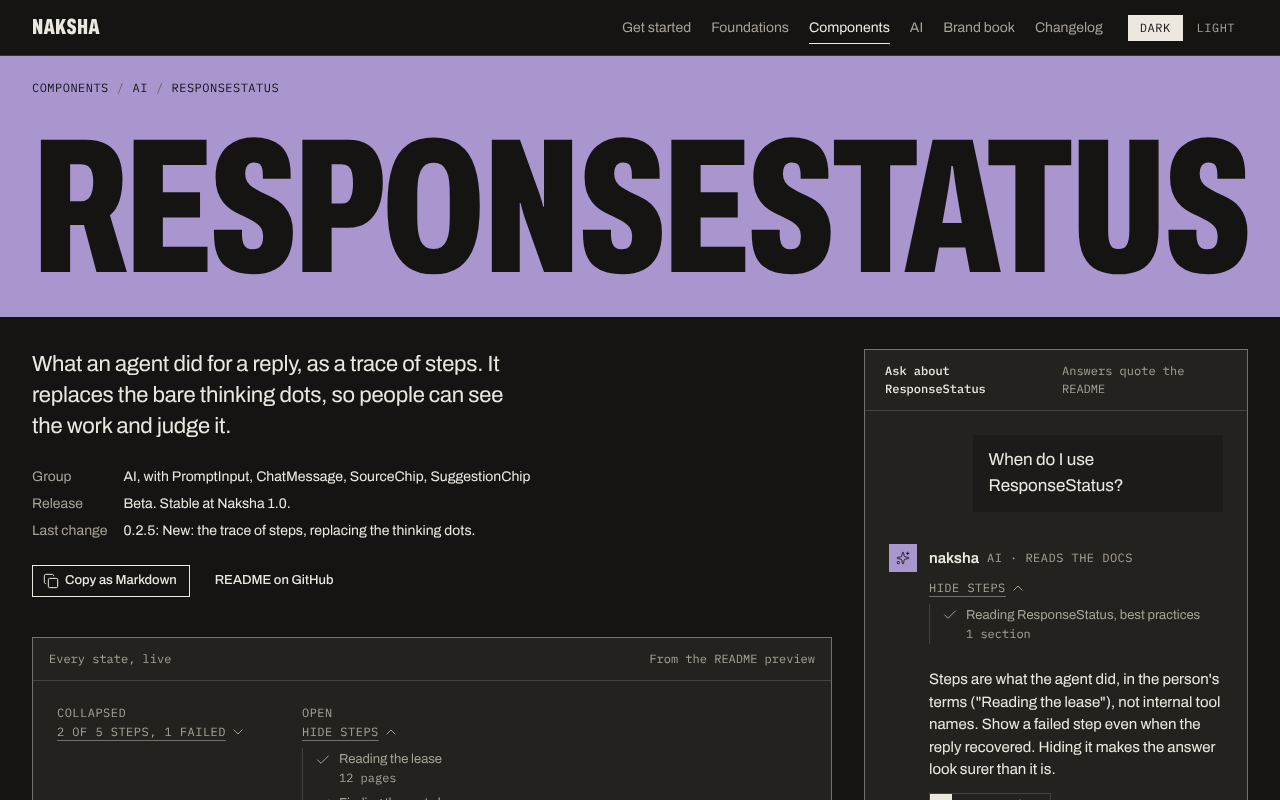 NAKSHA
Get started
Foundations
Components
AI
Brand book
Changelog
DARK
LIGHT
COMPONENTS / AI / RESPONSESTATUS
RESPONSESTATUS
What an agent did for a reply, as a trace of steps. It
replaces the bare thinking dots, so people can see
the work and judge it.
Group AI, with PromptInput, ChatMessage, SourceChip, SuggestionChip
Release Beta. Stable at Naksha 1.0.
Last change 0.2.5: New: the trace of steps, replacing the thinking dots.
Copy as Markdown
README on GitHub
Every state, live
From the README preview
COLLAPSED
2 OF 5 STEPS, 1 FAILED
OPEN
HIDE STEPS
Reading the lease
12 pages
Ask about
ResponseStatus
Answers quote the
README
When do I use
ResponseStatus?
naksha AI · READS THE DOCS
HIDE STEPS
Reading ResponseStatus, best practices
1 section
Steps are what the agent did, in the person's
terms ("Reading the lease"), not internal tool
names. Show a failed step even when the
reply recovered. Hiding it makes the answer
look surer than it is.